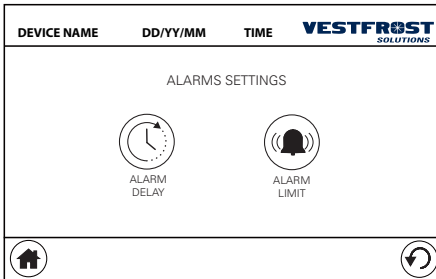 DEVICE NAME DD/YY/MM TIME VESTFROST
SOLUTIONS
ALARMS SETTINGS
ALARM DELAY
ALARM LIMIT